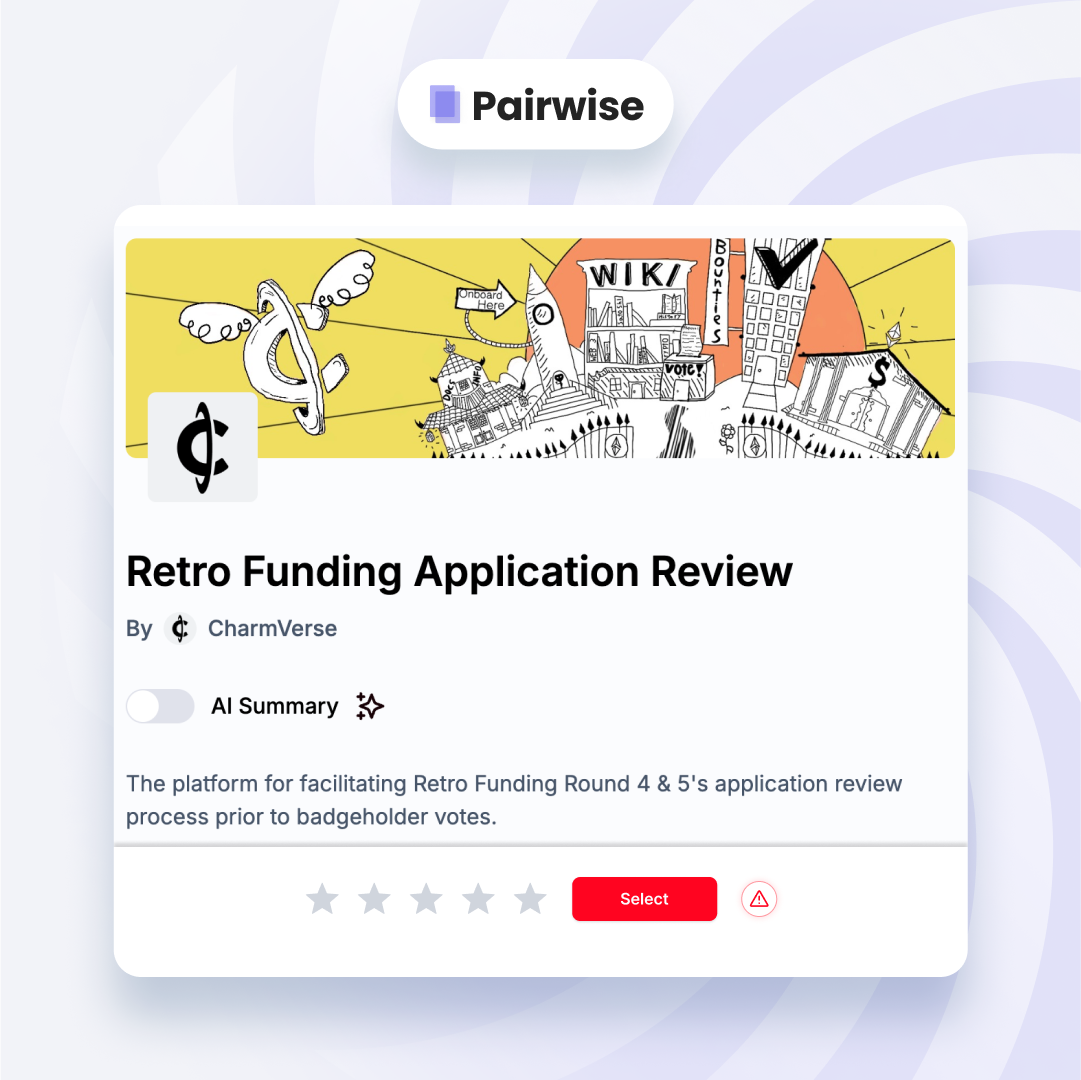 Pairwise
Onboard
Here
WIKI
Bounties
VOTE!
$
Retro Funding Application Review
By CharmVerse
AI Summary
The platform for facilitating Retro Funding Round 4 & 5's application review
process prior to badgeholder votes.
Select